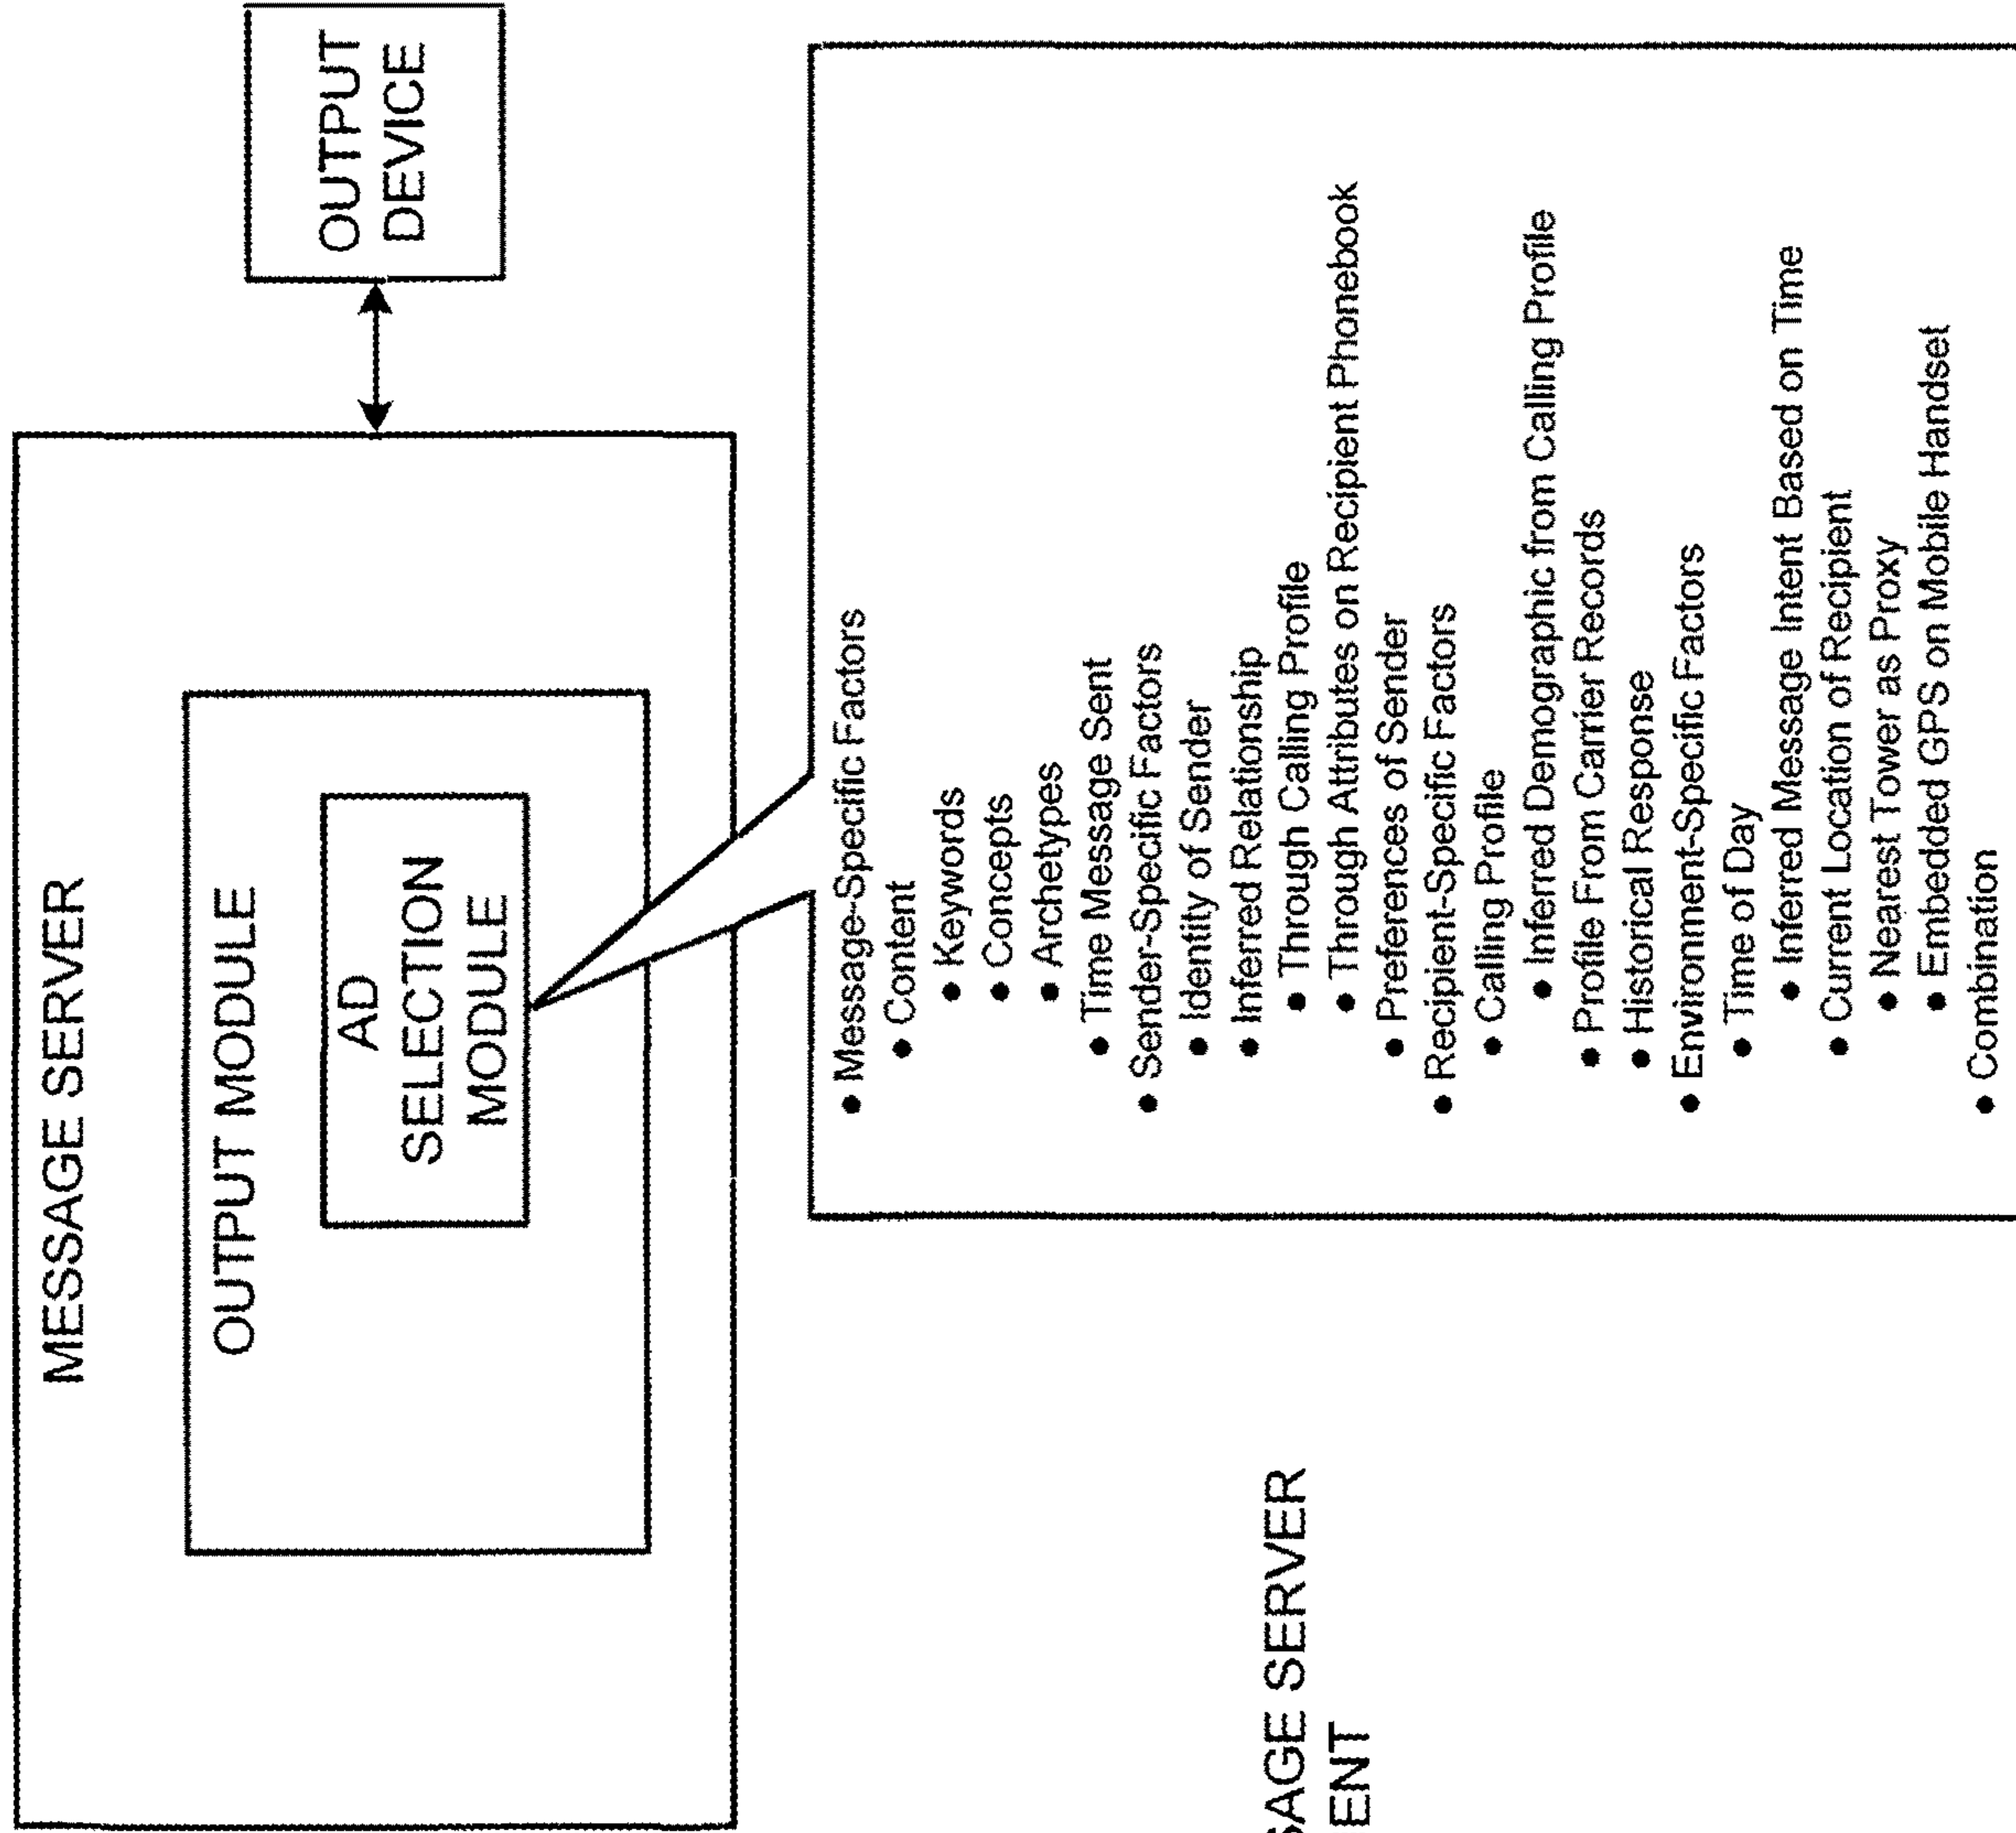 MESSAGE SERVER
OUTPUT MODULE
AD
SELECTION
MODULE
OUTPUT
DEVICE
• Message-Specific Factors
• Content
• Keywords
• Concepts
• Archetypes
• Time Message Sent
• Sender-Specific Factors
• Identity of Sender
• Inferred Relationship
• Through Calling Profile
• Through Attributes on Recipient Phonebook
• Preferences of Sender
• Recipient-Specific Factors
• Calling Profile
• Inferred Demographic from Calling Profile
• Profile From Carrier Records
• Historical Response
• Environment-Specific Factors
• Time of Day
• Inferred Message Intent Based on Time
• Current Location of Recipient
• Nearest Tower as Proxy
• Embedded GPS on Mobile Handset
• Combination
SERVER